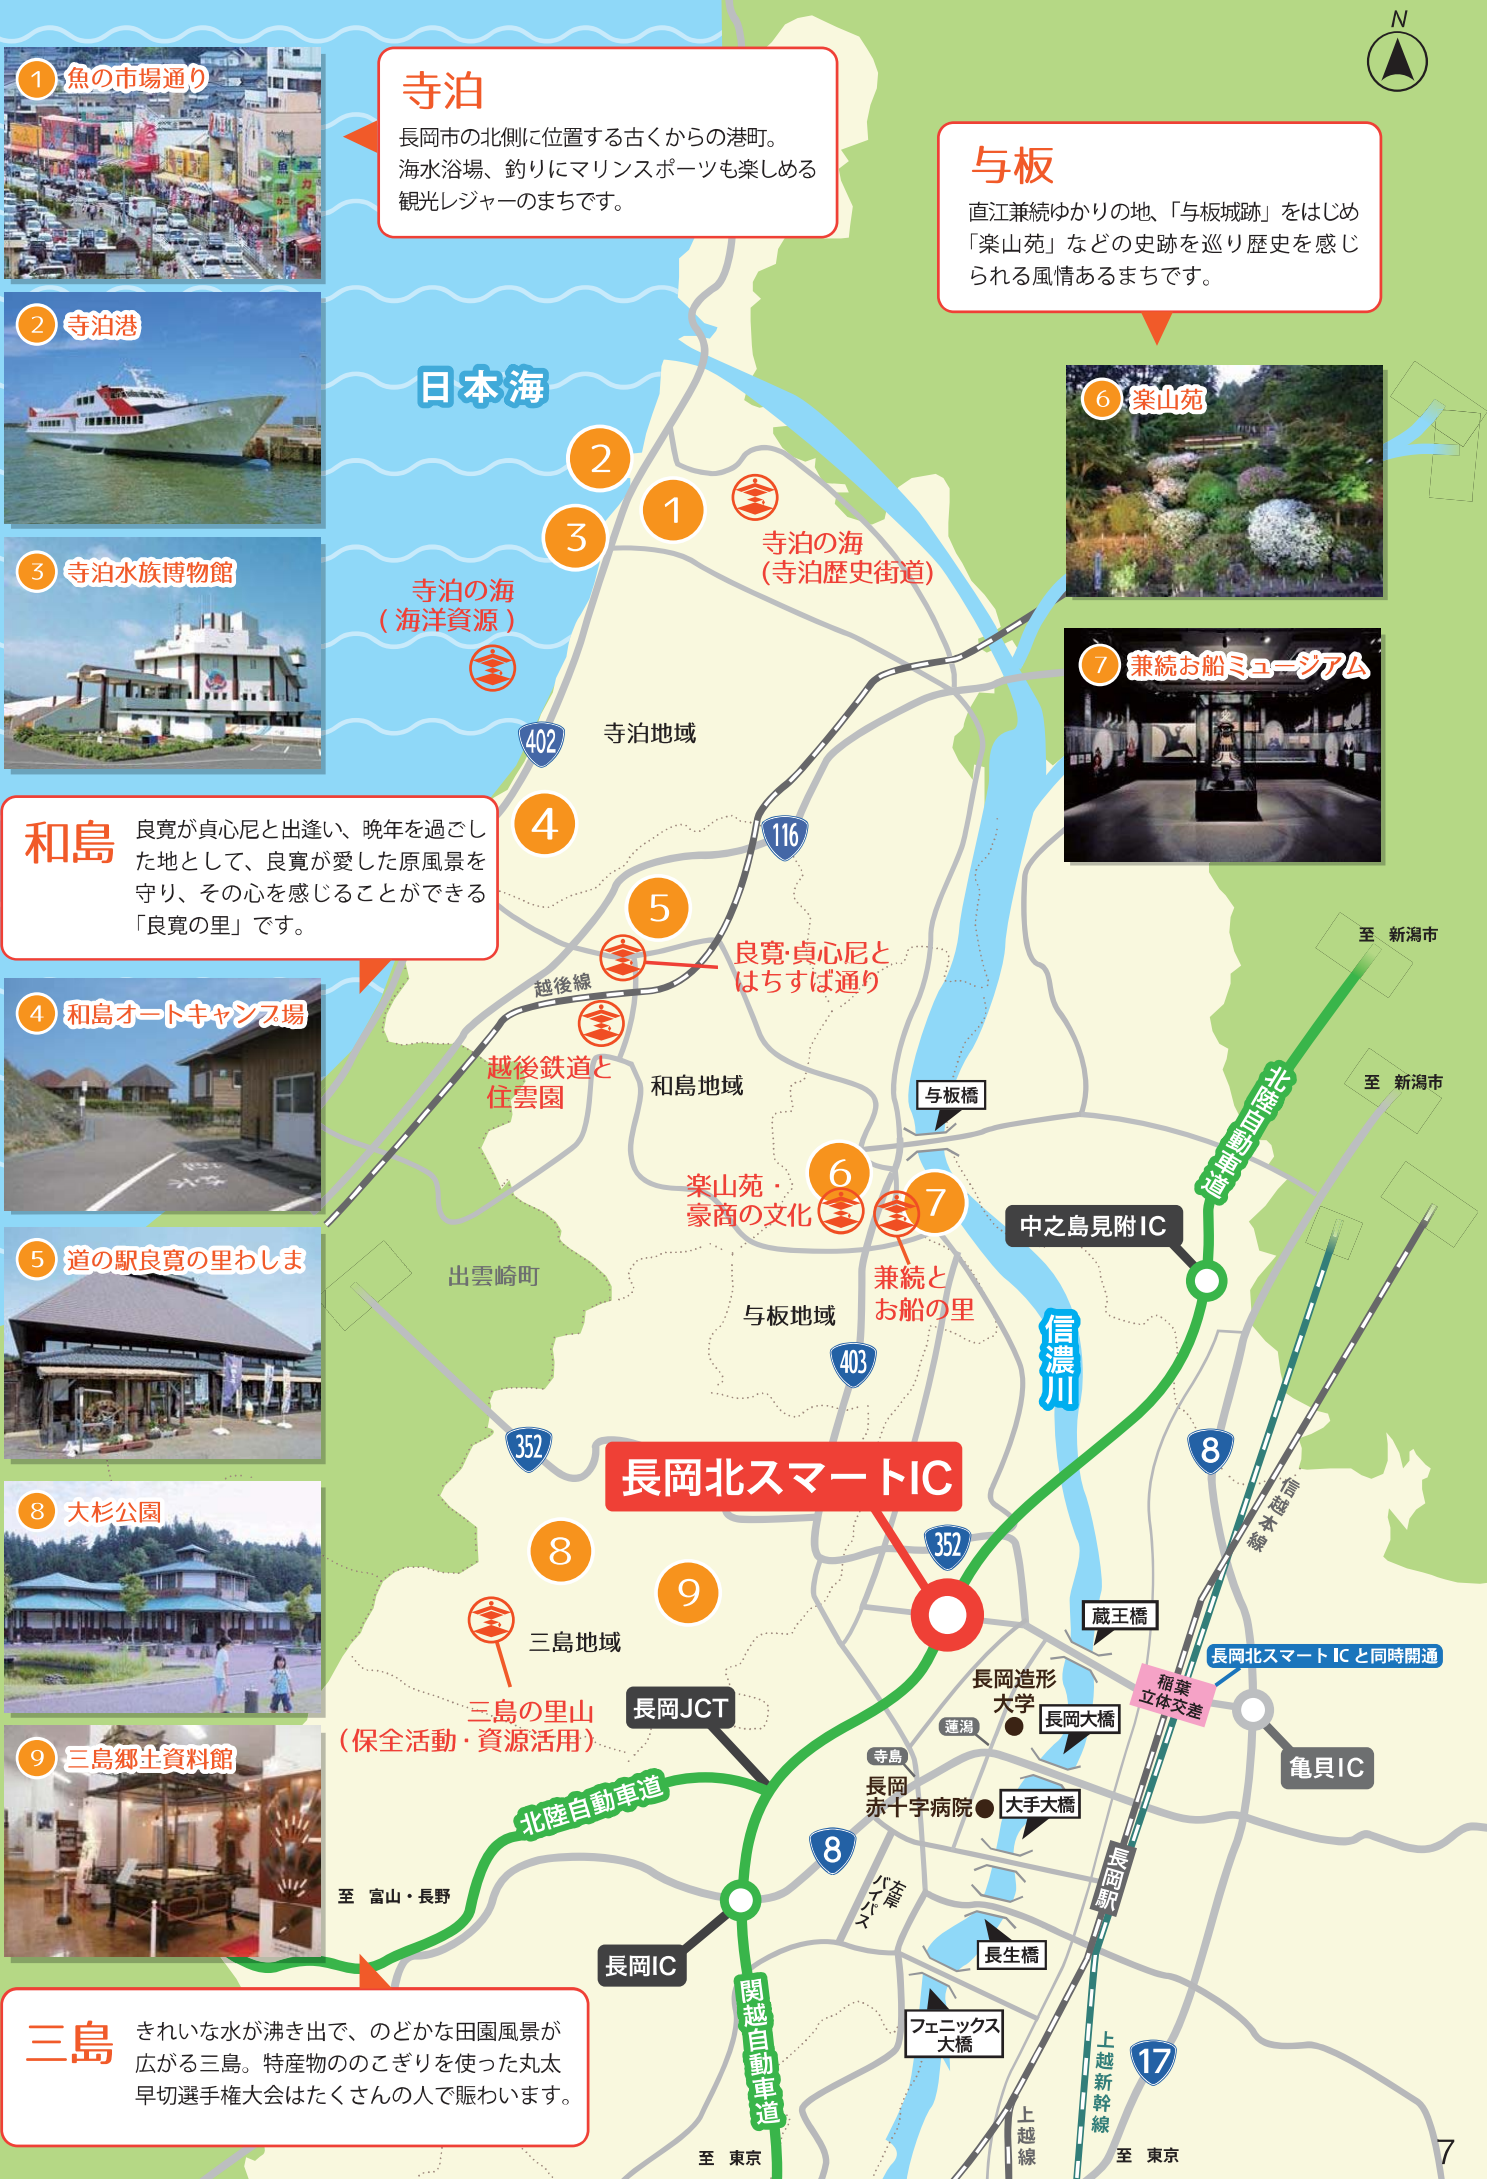 N
1 魚の市場通り
寺泊
長岡市の北側に位置する古くからの港町。
海水浴場、釣りにマリンスポーツも楽しめる
観光レジャーのまちです。
与板
直江兼続ゆかりの地、「与板城跡」をはじめ
「楽山苑」などの史跡を巡り歴史を感じ
られる風情あるまちです。
2 寺泊港
日本海
6 楽山苑
2
1
3
寺泊の海
(寺泊歴史街道)
3 寺泊水族博物館
寺泊の海
(海洋資源)
7 兼続お船ミュージアム
402
寺泊地域
4
116
和島
良寛が貞心尼と出逢い、晩年を過ごし
た地として、良寛が愛した原風景を
守り、その心を感じることができる
「良寛の里」です。
5
良寛・貞心尼と
はちすば通り
至 新潟市
越後線
4 和島オートキャンプ場
越後鉄道と
住雲園
和島地域
与板橋
至 新潟市
北陸自動車道
6
7
楽山苑・
豪商の文化
中之島見附IC
5 道の駅良寛の里わしま
出雲崎町
兼続と
お船の里
与板地域
信濃川
403
352
8
長岡北スマートIC
信越本線
8 大杉公園
8
352
9
三島地域
蔵王橋
長岡北スマートICと同時開通
稲葉
立体交差
三島の里山
(保全活動・資源活用)
長岡JCT
長岡造形
大学
蓮潟
長岡大橋
9 三島郷土資料館
寺島
亀貝IC
長岡
赤十字病院
大手大橋
北陸自動車道
8
長岡駅
至 富山・長野
左岸
バイパス
長岡IC
長生橋
関越自動車道
フェニックス
大橋
三島
きれいな水が沸き出で、のどかな田園風景が
広がる三島。特産物ののこぎりを使った丸太
早切選手権大会はたくさんの人で賑わいます。
上越新幹線
17
上越線
至 東京
至 東京
7